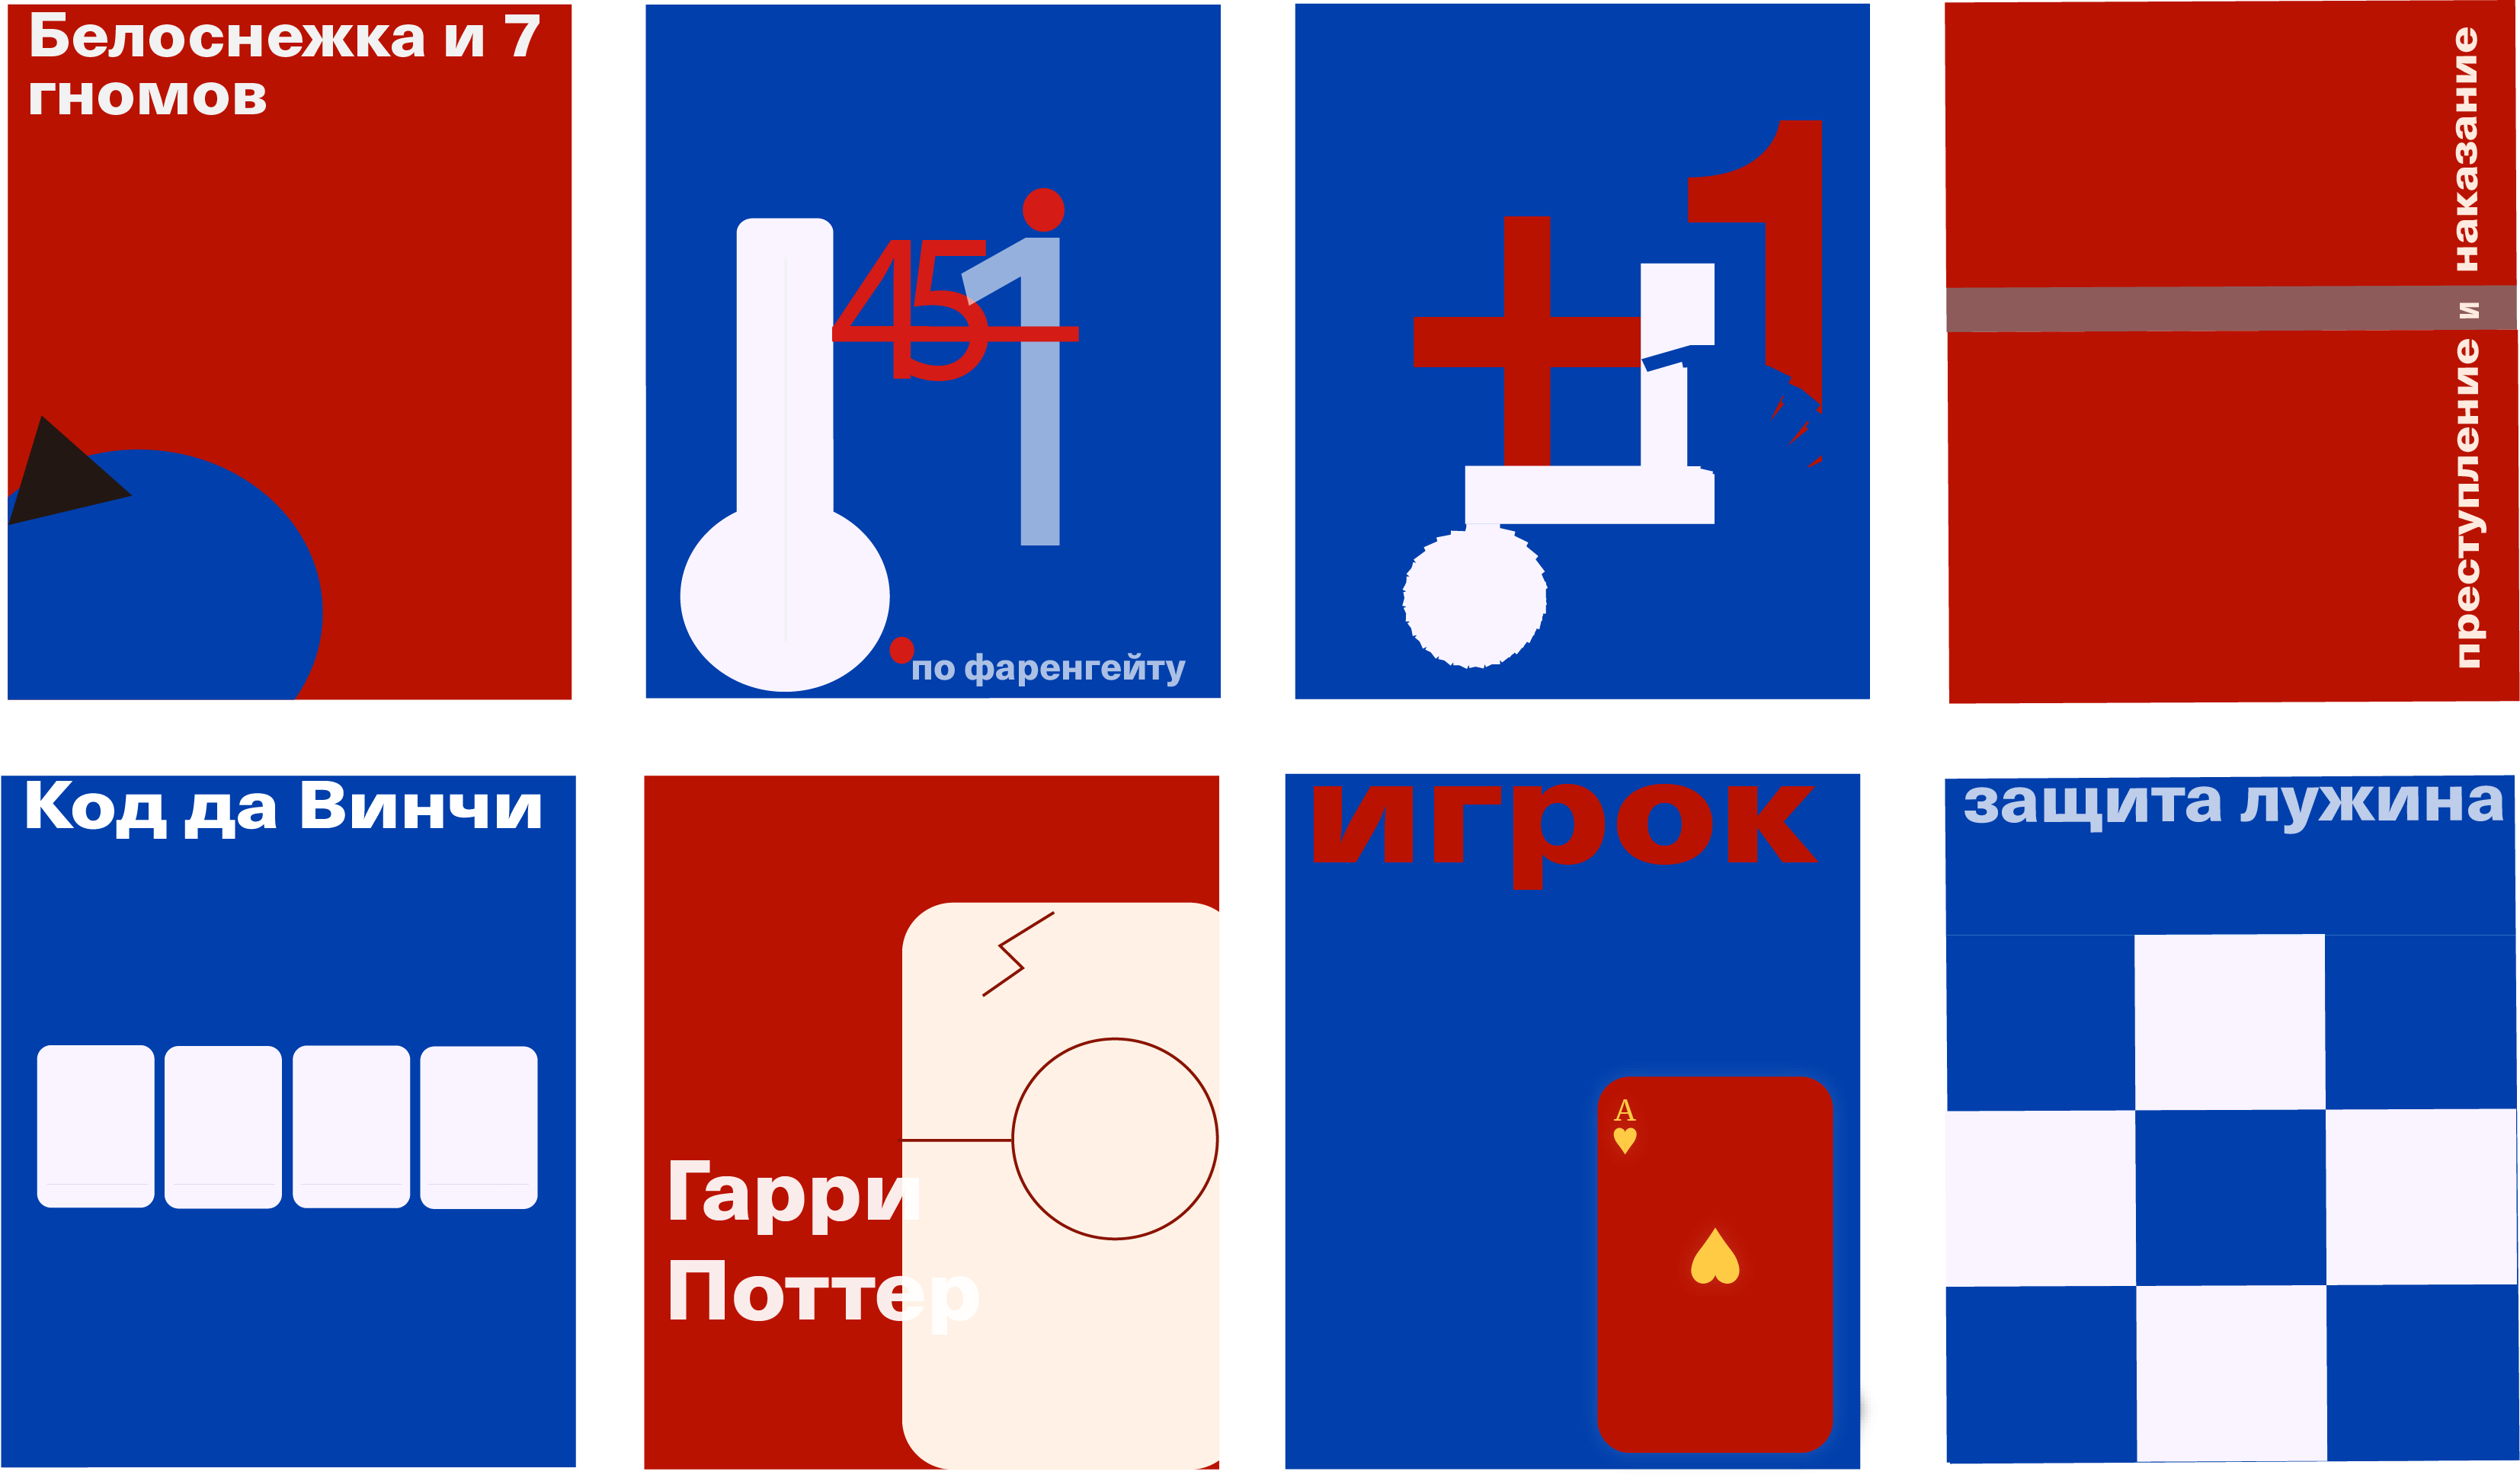 Белоснежка и 7
гномов
451
по фаренгейту
1
преступление и наказание
Код да Винчи
Гарри
Поттер
игрок
A
защита лужина